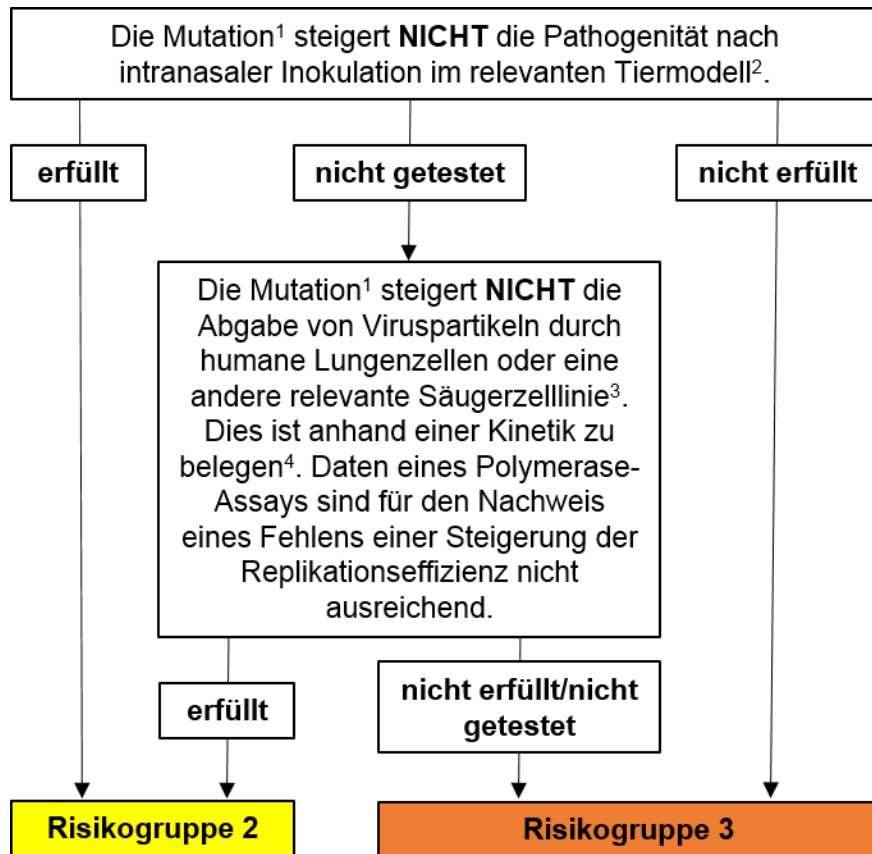 Die Mutation¹ steigert NICHT die Pathogenität nach
intranasaler Inokulation im relevanten Tiermodell².
erfüllt
nicht getestet
nicht erfüllt
Die Mutation¹ steigert NICHT die
Abgabe von Viruspartikeln durch
humane Lungenzellen oder eine
andere relevante Säugerzelllinie³.
Dies ist anhand einer Kinetik zu
belegen⁴. Daten eines Polymerase-
Assays sind für den Nachweis
eines Fehlens einer Steigerung der
Replikationseffizienz nicht
ausreichend.
erfüllt
nicht erfüllt/nicht
getestet
Risikogruppe 2
Risikogruppe 3